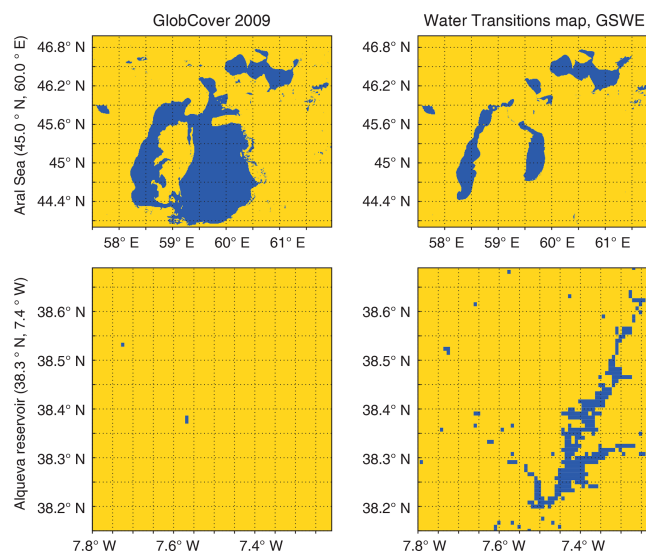 GlobCover 2009
Water Transitions map, GSWE
Aral Sea (45.0 ° N, 60.0 ° E)
46.8° N
46.2° N
45.6° N
45° N
44.4° N
58° E
59° E
60° E
61° E
46.8° N
46.2° N
45.6° N
45° N
44.4° N
58° E
59° E
60° E
61° E
Alqueva reservoir (38.3 ° N, 7.4 ° W)
38.6° N
38.5° N
38.4° N
38.3° N
38.2° N
7.8° W
7.6° W
7.4° W
38.6° N
38.5° N
38.4° N
38.3° N
38.2° N
7.8° W
7.6° W
7.4° W